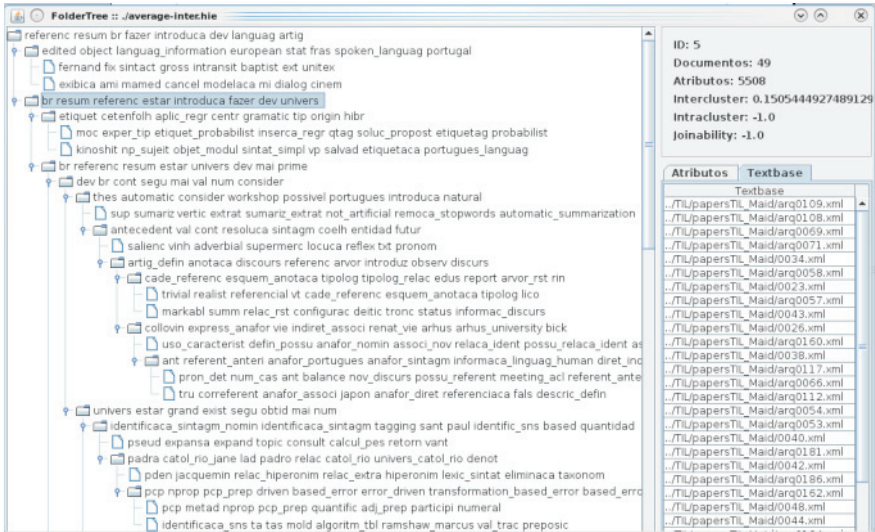 FolderTree :: ./average-inter.hie
referenc resum br fazer introduca dev languag artig
edited object languag_information european stat fras spoken_languag portugal
fernand fix sintact gross intransit baptist ext unitex
exibica ami mamed cancel modelaca mi dialog cinem
br resum referenc estar introduca fazer dev univers
etiquet cetenfolh aplic_regr centr gramatic tip origin hibr
moc exper_tip etiquet_probabilist inserca_regr qtag soluc_propost etiquetag probabilist
kinoshit np_sujeit objet_modul sintat_simpl vp salvad etiquetaca portugues_languag
br referenc resum estar univers dev mai prime
dev br cont segu mai val num consider
thes automatic consider workshop possivel portugues introduca natural
sup sumariz vertic extrat sumariz_extrat not_artificial remoca_stopwords automatic_summarization
antecedent val cont resoluca sintagm coelh entidad futur
salienc vinh adverbial supermerc locuca reflex txt pronom
artig_defin anotaca discours referenc arvor introduz observ discurs
cade_referenc esquem_anotaca tipolog tipolog_relac edus report arvor_rst rin
trivial realist referencial vt cade_referenc esquem_anotaca tipolog lico
markabl summ relac_rst configurac deitic tronc status informac_discurs
collovin express_anafor vie indiret_associ renat_vie arhus arhus_university bick
uso_caracterist defin_possu anafor_nomin associ_nov relaca_ident possu_relaca_ident as
ant referent_anteri anafor_portugues anafor_sintagm informaca_linguag_human diret_inc
pron_det num_cas ant balance nov_discurs possu_referent meeting_acl referent_ante
tru correferent anafor_associ japon anafor_diret referenciaca fals descric_defin
univers estar grand exist segu obtid mai num
identificaca_sintagm_nomin identificaca_sintagm tagging sant paul identific_sns based quantidad
pseud expansa expand topic consult calcul_pes retorn vant
padra catol_rio_jane lad padro relac catol_rio univers_catol_rio denot
pden jacquemin relac_hiperonim relac_extra hiperonim lexic_sintat eliminaca taxonom
pcp nprop pcp_prep driven based_error error_driven transformation_based_error based_erro
pcp metad nprop pcp_prep quantific adj_prep participi numeral
identificaca_sns ta tas mold algoritm_tbl ramshaw_marcus val_trac preposic
ID: 5
Documentos: 49
Atributos: 5508
Intercluster: 0.1505444927489129
Intracluster: -1.0
Joinability: -1.0
Atributos Textbase
Textbase
../TIL/papersTIL_Maid/arq0109.xml
../TIL/papersTIL_Maid/arq0108.xml
../TIL/papersTIL_Maid/arq0069.xml
../TIL/papersTIL_Maid/arq0071.xml
../TIL/papersTIL_Maid/0034.xml
../TIL/papersTIL_Maid/arq0058.xml
../TIL/papersTIL_Maid/0023.xml
../TIL/papersTIL_Maid/arq0057.xml
../TIL/papersTIL_Maid/0043.xml
../TIL/papersTIL_Maid/0026.xml
../TIL/papersTIL_Maid/arq0160.xml
../TIL/papersTIL_Maid/0038.xml
../TIL/papersTIL_Maid/arq0117.xml
../TIL/papersTIL_Maid/arq0066.xml
../TIL/papersTIL_Maid/arq0112.xml
../TIL/papersTIL_Maid/arq0054.xml
../TIL/papersTIL_Maid/arq0053.xml
../TIL/papersTIL_Maid/0040.xml
../TIL/papersTIL_Maid/arq0181.xml
../TIL/papersTIL_Maid/0042.xml
../TIL/papersTIL_Maid/arq0186.xml
../TIL/papersTIL_Maid/arq0162.xml
../TIL/papersTIL_Maid/0048.xml
../TIL/papersTIL_Maid/0044.xml